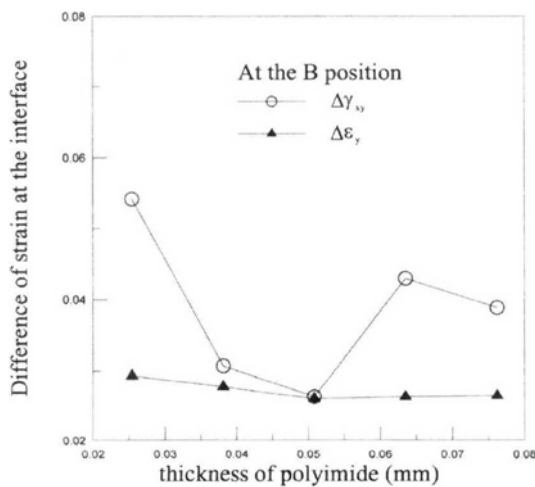 0.08
At the B position
Δγxy
Δεy
0.06
Difference of strain at the interface
0.04
0.02
0.02 0.03 0.04 0.05 0.06 0.07 0.08
thickness of polyimide (mm)